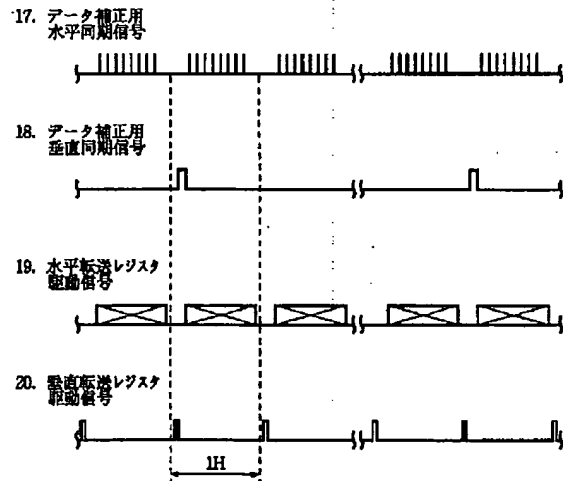 17. データ補正用
水平同期信号
18. データ補正用
垂直同期信号
19. 水平転送レジスタ
駆動信号
20. 垂直転送レジスタ
駆動信号
1H